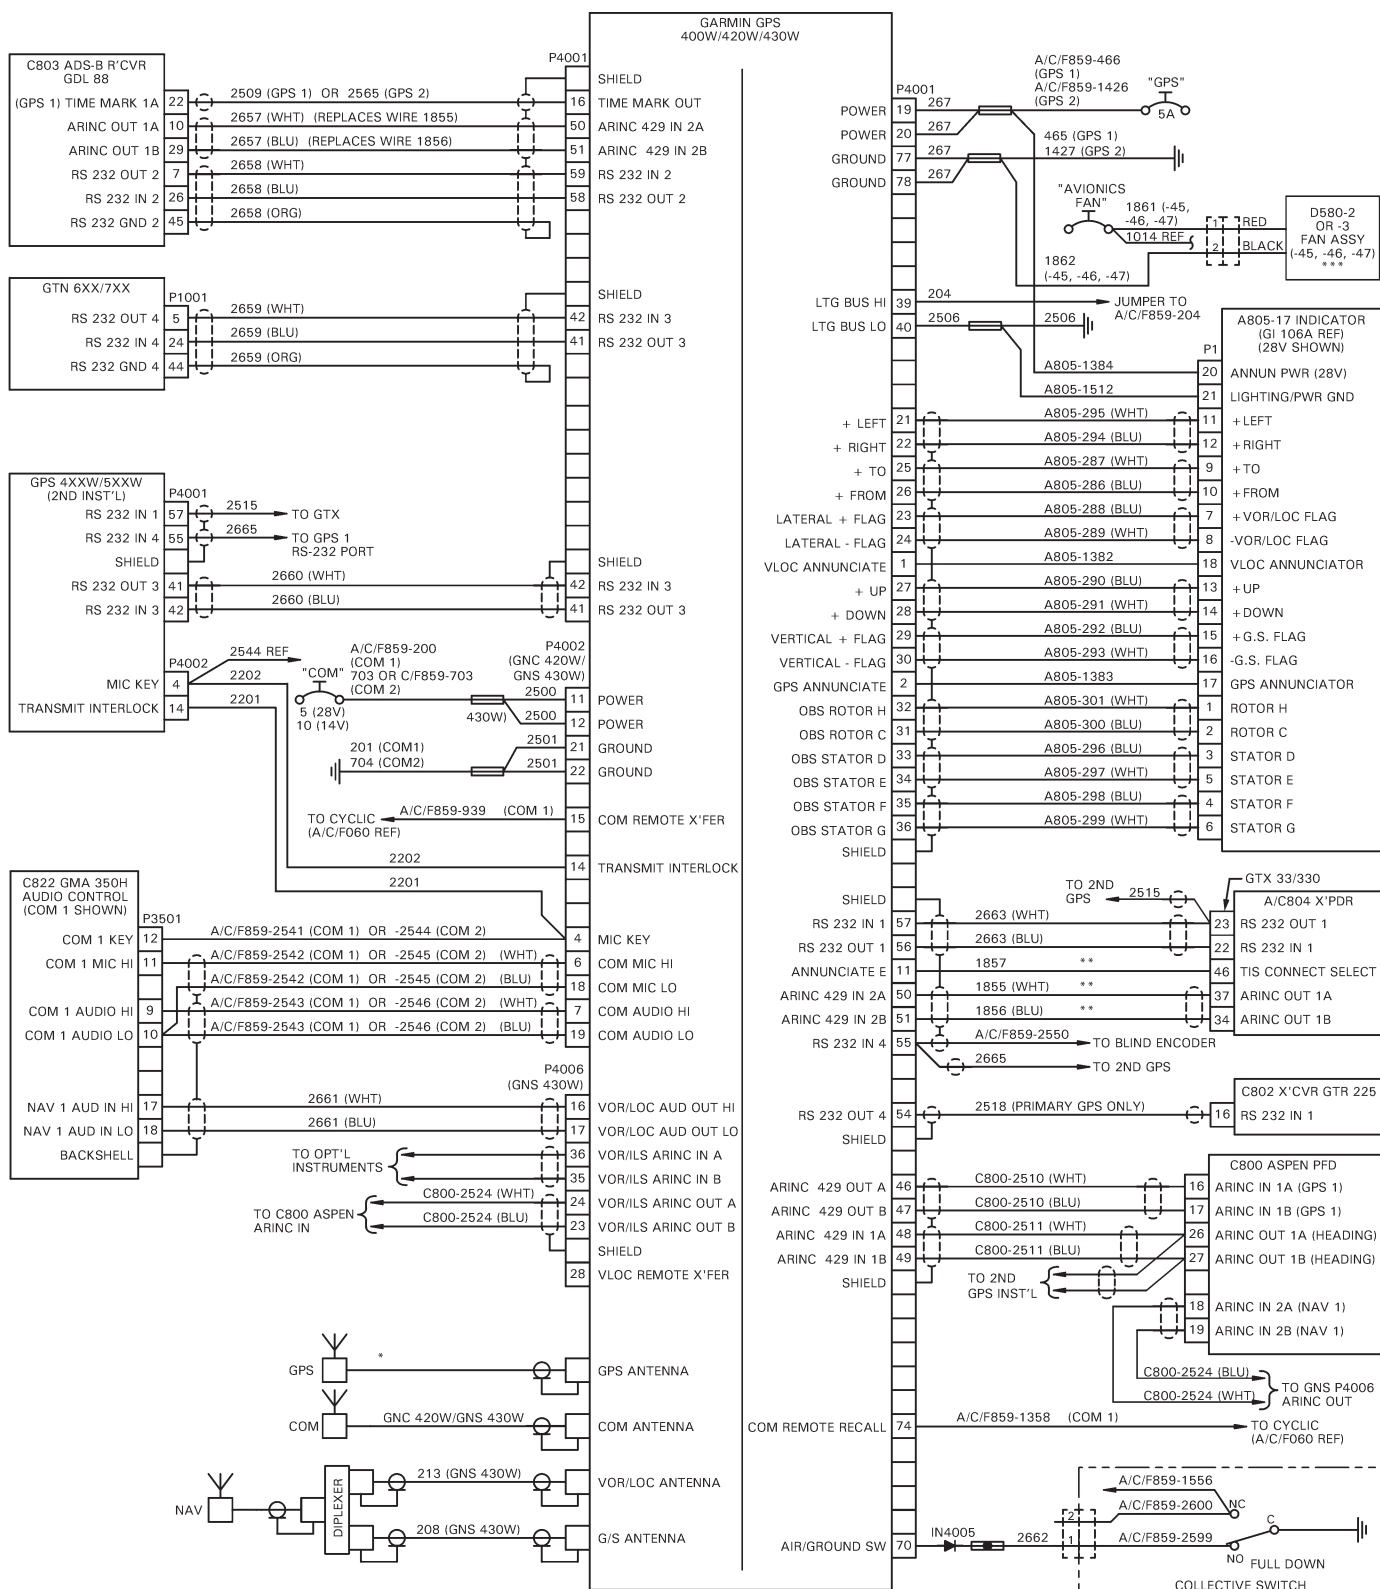 GARMIN GPS
400W/420W/430W
C803 ADS-B R'CVR
GDL 88
P4001
(GPS 1) TIME MARK 1A 22 2509 (GPS 1) OR 2565 (GPS 2) 16 TIME MARK OUT
SHIELD
ARINC OUT 1A 10 2657 (WHT) (REPLACES WIRE 1855) 50 ARINC 429 IN 2A
ARINC OUT 1B 29 2657 (BLU) (REPLACES WIRE 1856) 51 ARINC 429 IN 2B
RS 232 OUT 2 7 2658 (WHT) 59 RS 232 IN 2
RS 232 IN 2 26 2658 (BLU) 58 RS 232 OUT 2
RS 232 GND 2 45 2658 (ORG)
GTN 6XX/7XX
P1001
SHIELD
RS 232 OUT 4 5 2659 (WHT) 42 RS 232 IN 3
RS 232 IN 4 24 2659 (BLU) 41 RS 232 OUT 3
RS 232 GND 4 44 2659 (ORG)
GPS 4XXW/5XXW
(2ND INST'L)
P4001
RS 232 IN 1 57 2515 TO GTX
RS 232 IN 4 55 2665 TO GPS 1
RS-232 PORT
SHIELD
SHIELD
RS 232 OUT 3 41 2660 (WHT) 42 RS 232 IN 3
RS 232 IN 3 42 2660 (BLU) 41 RS 232 OUT 3
P4002
MIC KEY 4 2544 REF
2202
TRANSMIT INTERLOCK 14 2201
"COM"
5 (28V)
10 (14V)
A/C/F859-200
(COM 1)
703 OR C/F859-703
(COM 2)
430W)
P4002
(GNC 420W/
GNS 430W)
2500 11 POWER
2500 12 POWER
201 (COM1) 2501 21 GROUND
704 (COM2) 2501 22 GROUND
TO CYCLIC
(A/C/F060 REF)
A/C/F859-939 (COM 1) 15 COM REMOTE X'FER
2202 14 TRANSMIT INTERLOCK
2201
C822 GMA 350H
AUDIO CONTROL
(COM 1 SHOWN)
P3501
COM 1 KEY 12 A/C/F859-2541 (COM 1) OR -2544 (COM 2) 4 MIC KEY
COM 1 MIC HI 11 A/C/F859-2542 (COM 1) OR -2545 (COM 2) (WHT) 6 COM MIC HI
A/C/F859-2542 (COM 1) OR -2545 (COM 2) (BLU) 18 COM MIC LO
COM 1 AUDIO HI 9 A/C/F859-2543 (COM 1) OR -2546 (COM 2) (WHT) 7 COM AUDIO HI
COM 1 AUDIO LO 10 A/C/F859-2543 (COM 1) OR -2546 (COM 2) (BLU) 19 COM AUDIO LO
P4006
(GNS 430W)
NAV 1 AUD IN HI 17 2661 (WHT) 16 VOR/LOC AUD OUT HI
NAV 1 AUD IN LO 18 2661 (BLU) 17 VOR/LOC AUD OUT LO
BACKSHELL
TO OPT'L
INSTRUMENTS
36 VOR/ILS ARINC IN A
35 VOR/ILS ARINC IN B
TO C800 ASPEN
ARINC IN
C800-2524 (WHT) 24 VOR/ILS ARINC OUT A
C800-2524 (BLU) 23 VOR/ILS ARINC OUT B
SHIELD
28 VLOC REMOTE X'FER
GPS * GPS ANTENNA
COM GNC 420W/GNS 430W COM ANTENNA
NAV
DIPLEXER
213 (GNS 430W) VOR/LOC ANTENNA
208 (GNS 430W) G/S ANTENNA
P4001
A/C/F859-466
(GPS 1)
A/C/F859-1426
(GPS 2)
"GPS"
5A
POWER 19 267
POWER 20 267
GROUND 77 267 465 (GPS 1)
1427 (GPS 2)
GROUND 78 267
"AVIONICS
FAN"
1861 (-45,
-46, -47)
1014 REF
1 RED
2 BLACK
1862
(-45, -46, -47)
D580-2
OR -3
FAN ASSY
(-45, -46, -47)
***
LTG BUS HI 39 204 JUMPER TO
A/C/F859-204
LTG BUS LO 40 2506 2506
A805-17 INDICATOR
(GI 106A REF)
(28V SHOWN)
P1
A805-1384 20 ANNUN PWR (28V)
A805-1512 21 LIGHTING/PWR GND
+ LEFT 21 A805-295 (WHT) 11 +LEFT
+ RIGHT 22 A805-294 (BLU) 12 +RIGHT
+ TO 25 A805-287 (WHT) 9 +TO
+ FROM 26 A805-286 (BLU) 10 +FROM
LATERAL + FLAG 23 A805-288 (BLU) 7 +VOR/LOC FLAG
LATERAL - FLAG 24 A805-289 (WHT) 8 -VOR/LOC FLAG
VLOC ANNUNCIATE 1 A805-1382 18 VLOC ANNUNCIATOR
+ UP 27 A805-290 (BLU) 13 +UP
+ DOWN 28 A805-291 (WHT) 14 +DOWN
VERTICAL + FLAG 29 A805-292 (BLU) 15 +G.S. FLAG
VERTICAL - FLAG 30 A805-293 (WHT) 16 -G.S. FLAG
GPS ANNUNCIATE 2 A805-1383 17 GPS ANNUNCIATOR
OBS ROTOR H 32 A805-301 (WHT) 1 ROTOR H
OBS ROTOR C 31 A805-300 (BLU) 2 ROTOR C
OBS STATOR D 33 A805-296 (BLU) 3 STATOR D
OBS STATOR E 34 A805-297 (WHT) 5 STATOR E
OBS STATOR F 35 A805-298 (BLU) 4 STATOR F
OBS STATOR G 36 A805-299 (WHT) 6 STATOR G
SHIELD
GTX 33/330
A/C804 X'PDR
SHIELD
TO 2ND
GPS
2515
RS 232 IN 1 57 2663 (WHT) 23 RS 232 OUT 1
RS 232 OUT 1 56 2663 (BLU) 22 RS 232 IN 1
ANNUNCIATE E 11 1857 ** 46 TIS CONNECT SELECT
ARINC 429 IN 2A 50 1855 (WHT) ** 37 ARINC OUT 1A
ARINC 429 IN 2B 51 1856 (BLU) ** 34 ARINC OUT 1B
RS 232 IN 4 55 A/C/F859-2550 TO BLIND ENCODER
2665 TO 2ND GPS
C802 X'CVR GTR 225
RS 232 OUT 4 54 2518 (PRIMARY GPS ONLY) 16 RS 232 IN 1
SHIELD
C800 ASPEN PFD
ARINC 429 OUT A 46 C800-2510 (WHT) 16 ARINC IN 1A (GPS 1)
ARINC 429 OUT B 47 C800-2510 (BLU) 17 ARINC IN 1B (GPS 1)
ARINC 429 IN 1A 48 C800-2511 (WHT) 26 ARINC OUT 1A (HEADING)
ARINC 429 IN 1B 49 C800-2511 (BLU) 27 ARINC OUT 1B (HEADING)
SHIELD
TO 2ND
GPS INST'L
18 ARINC IN 2A (NAV 1)
19 ARINC IN 2B (NAV 1)
C800-2524 (BLU)
C800-2524 (WHT)
TO GNS P4006
ARINC OUT
COM REMOTE RECALL 74 A/C/F859-1358 (COM 1) TO CYCLIC
(A/C/F060 REF)
A/C/F859-1556
2 A/C/F859-2600 NC
C
AIR/GROUND SW 70 IN4005 2662 1 A/C/F859-2599
NO FULL DOWN
COLLECTIVE SWITCH